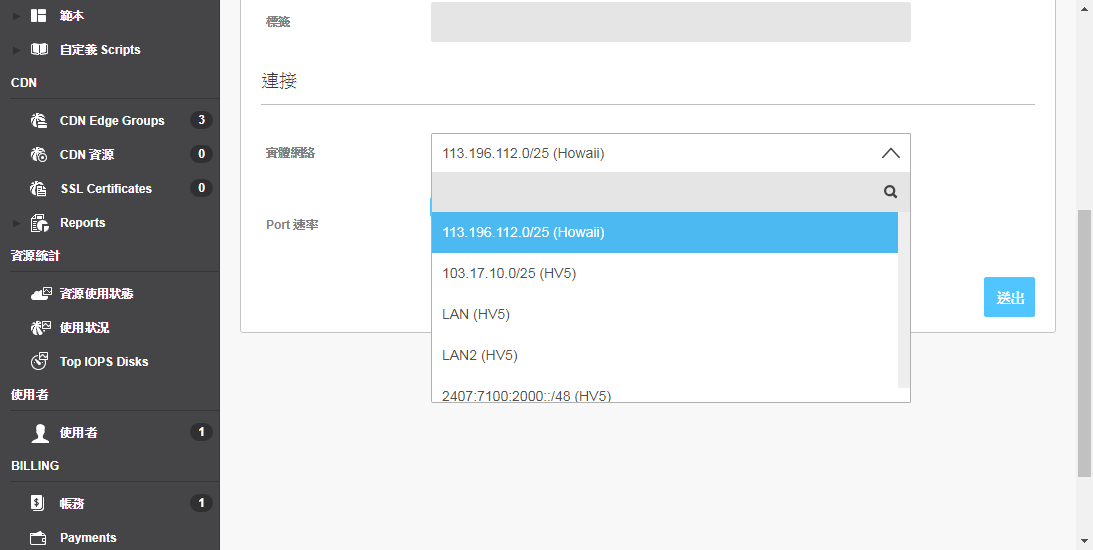 範本
自定義 Scripts
CDN
CDN Edge Groups 3
CDN 資源 0
SSL Certificates 0
Reports
資源統計
資源使用狀態
使用狀況
Top IOPS Disks
使用者
使用者 1
BILLING
帳務 1
Payments
標籤
連接
實體網絡
113.196.112.0/25 (Howaii)
Port 速率
113.196.112.0/25 (Howaii)
103.17.10.0/25 (HV5)
LAN (HV5)
LAN2 (HV5)
2407:7100:2000::/48 (HV5)
送出